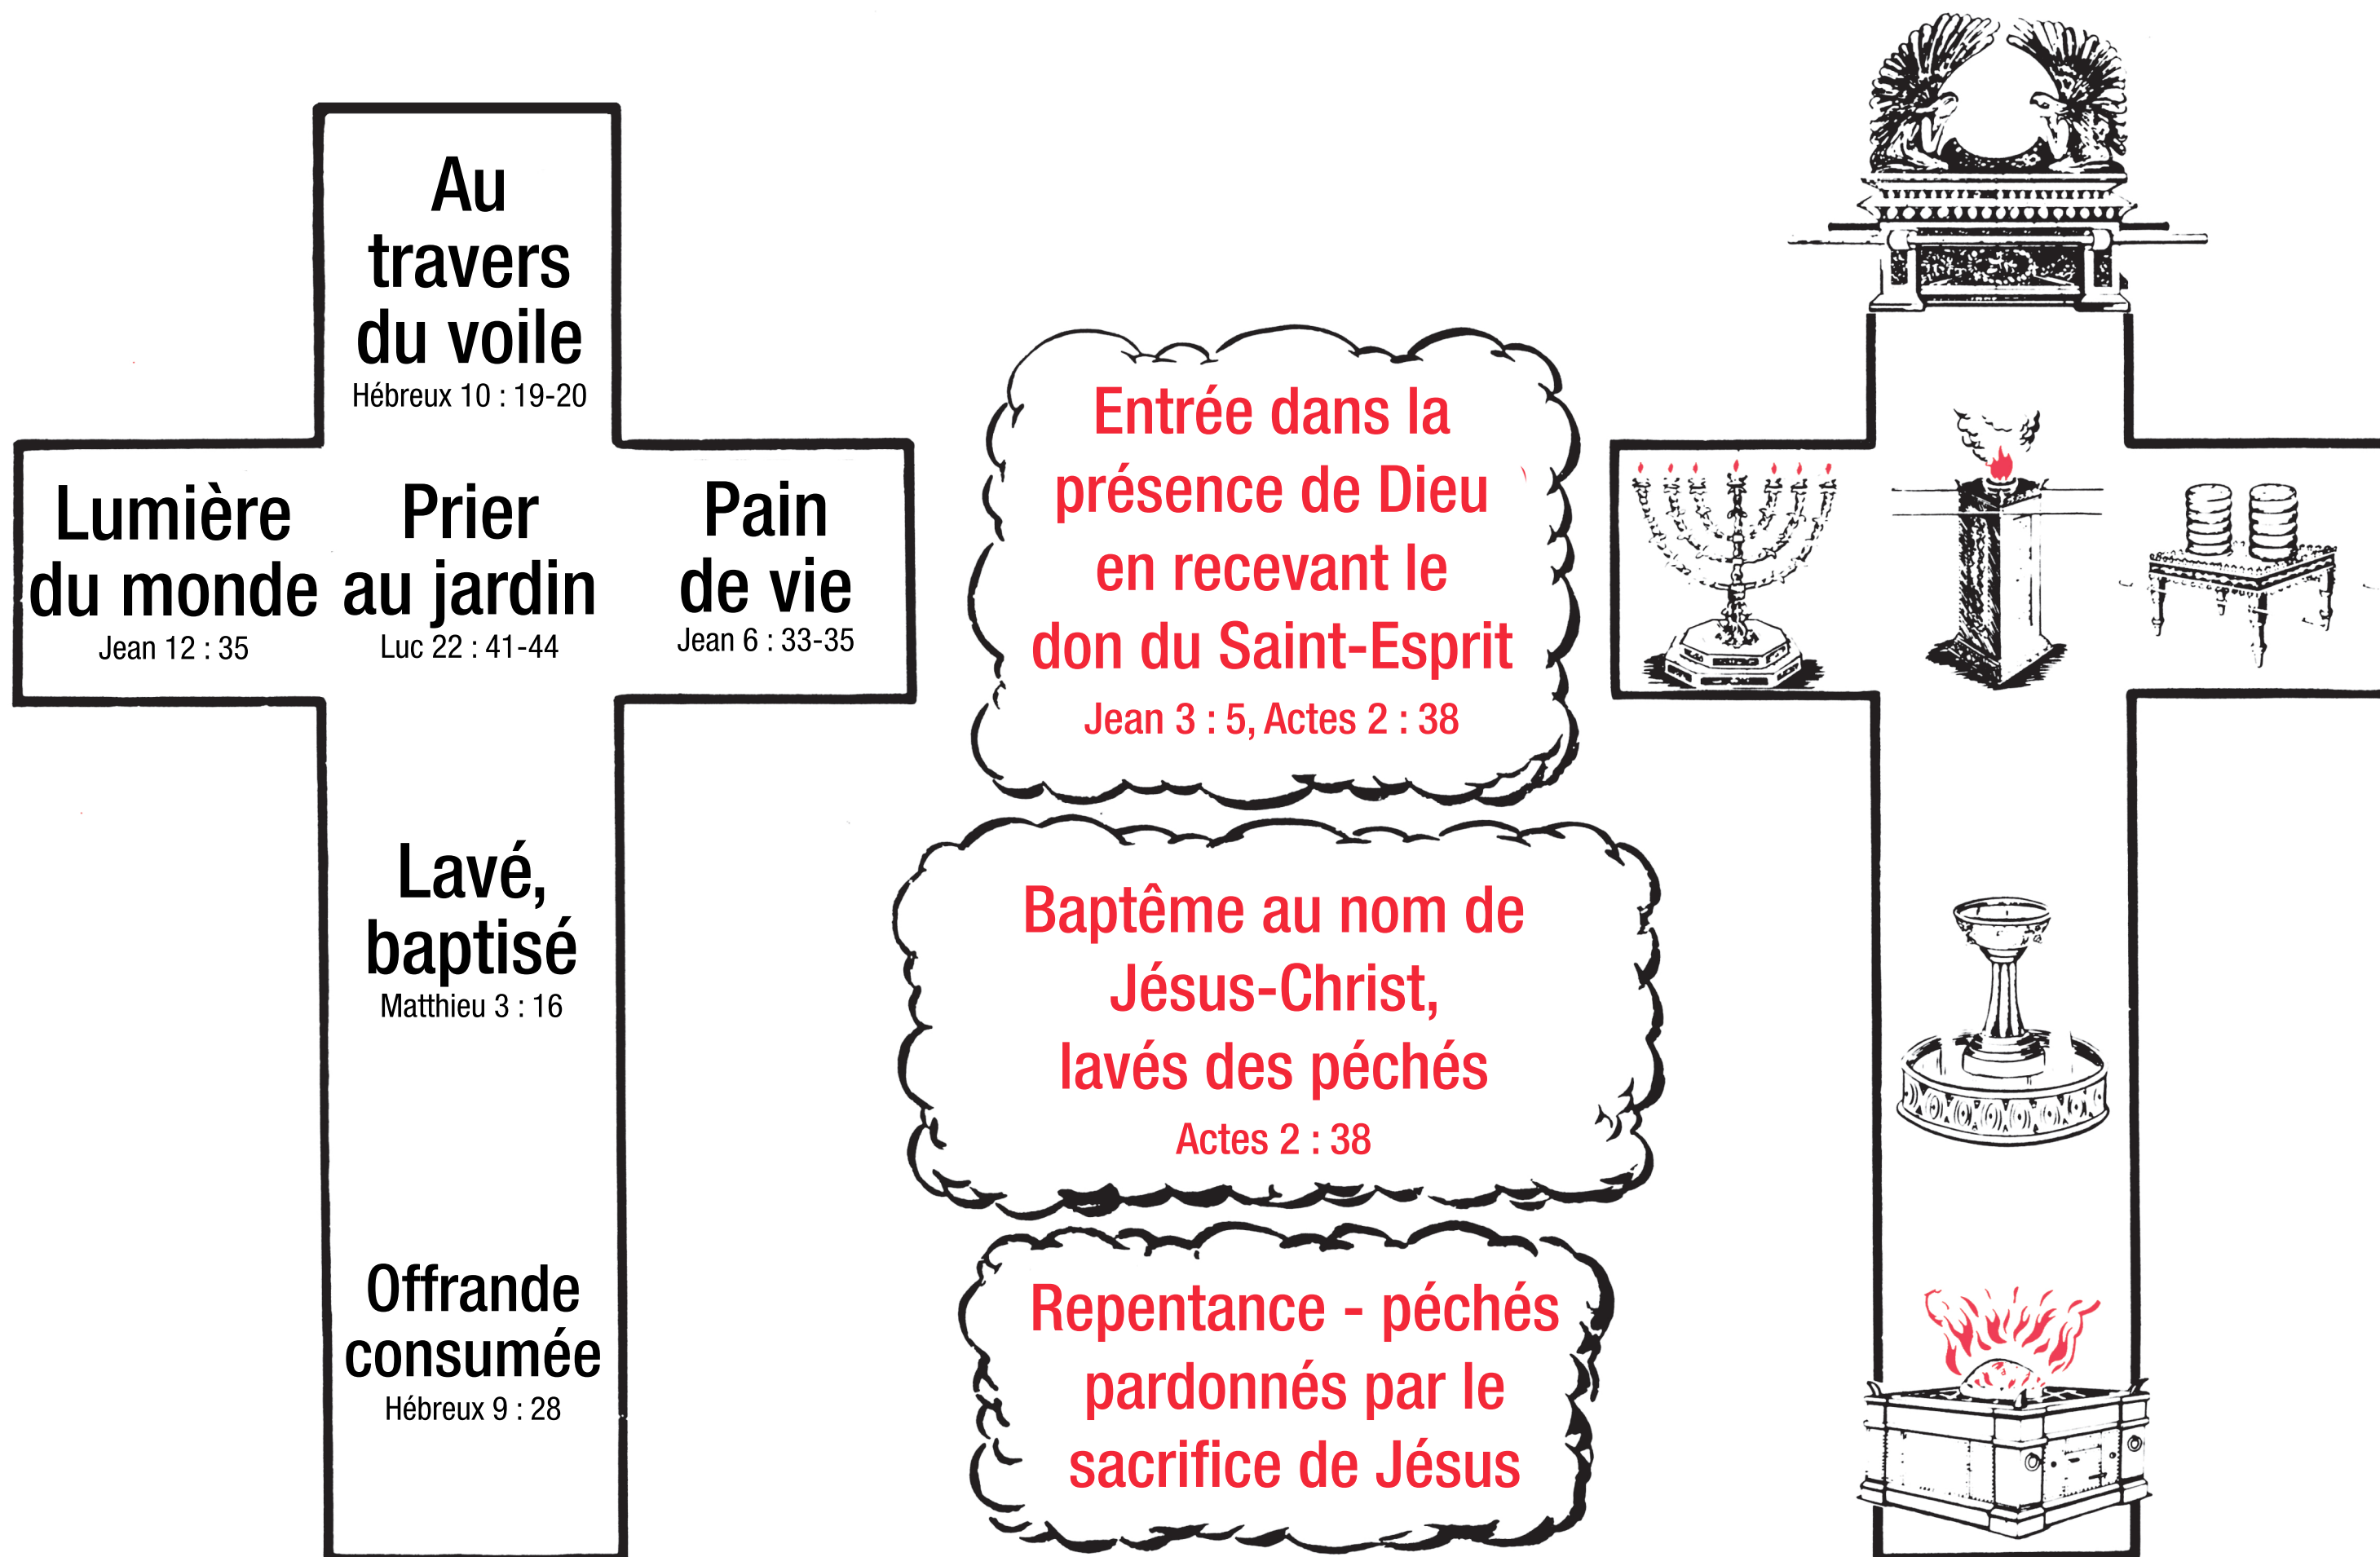 Au
travers
du voile
Hébreux 10 : 19-20
Lumière
du monde
Jean 12 : 35
Prier
au jardin
Luc 22 : 41-44
Pain
de vie
Jean 6 : 33-35
Lavé,
baptisé
Matthieu 3 : 16
Offrande
consumée
Hébreux 9 : 28
Entrée dans la
présence de Dieu
en recevant le
don du Saint-Esprit
Jean 3 : 5, Actes 2 : 38
Baptême au nom de
Jésus-Christ,
lavés des péchés
Actes 2 : 38
Repentance - péchés
pardonnés par le
sacrifice de Jésus